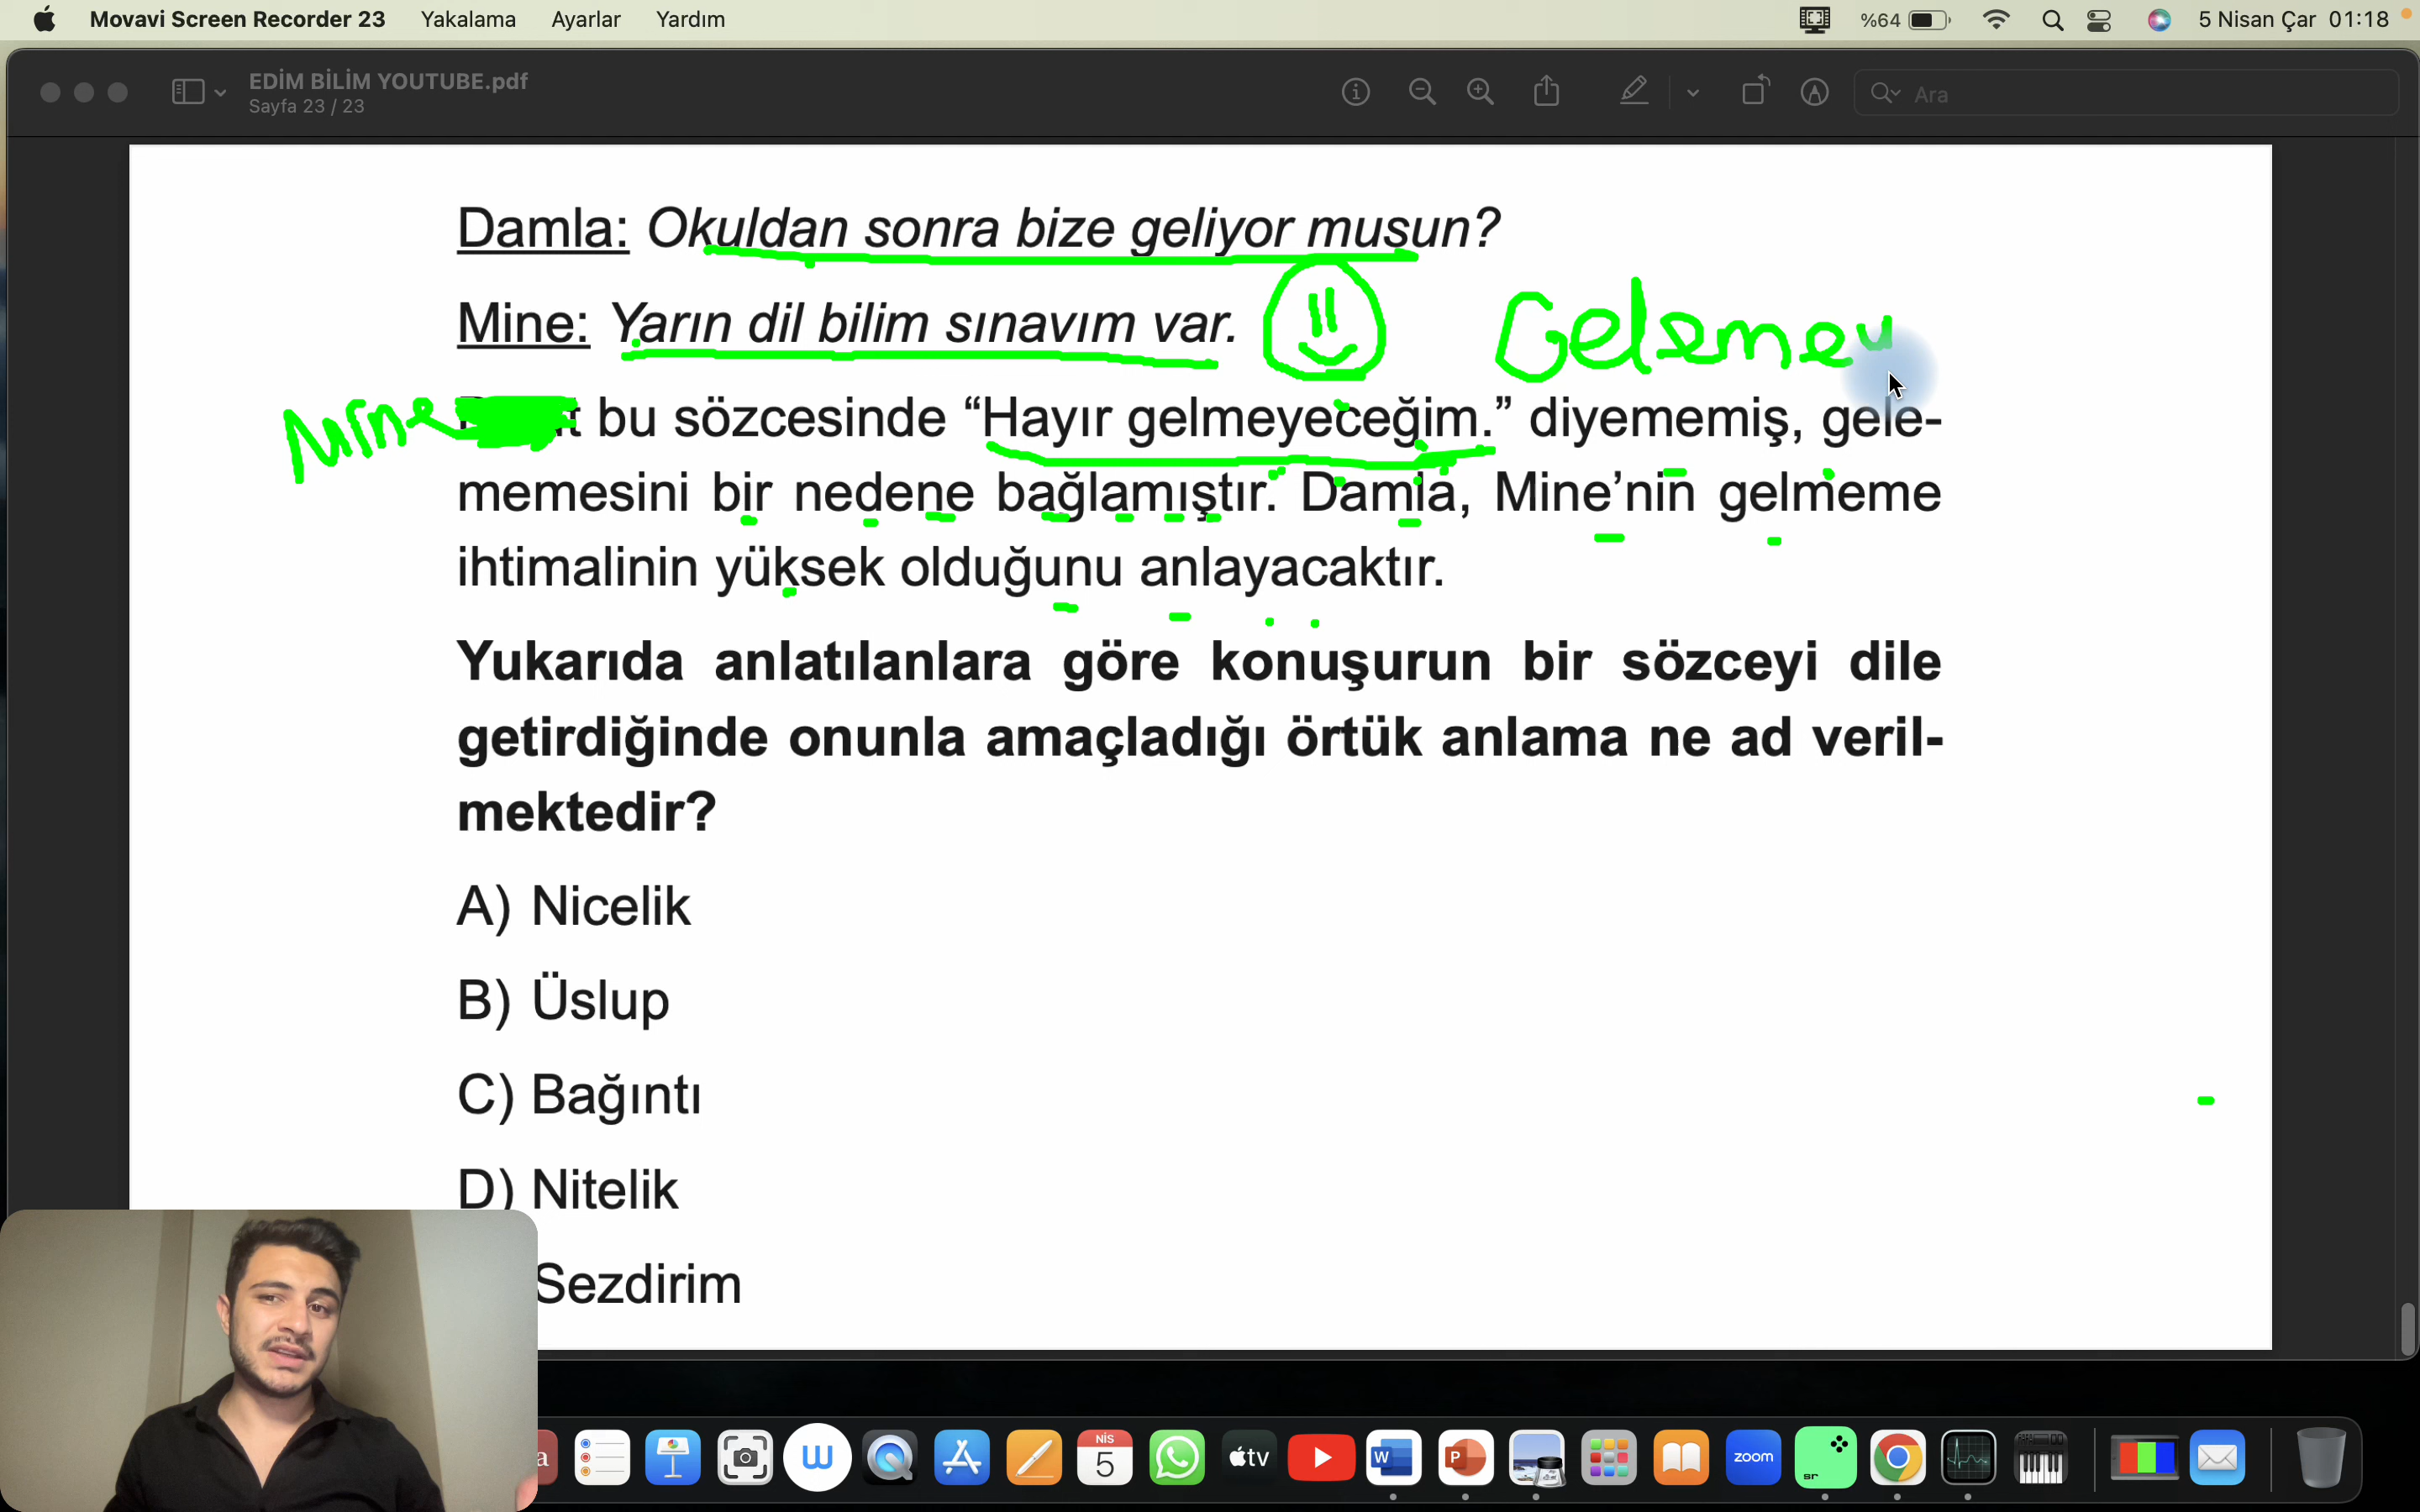 Movavi Screen Recorder 23 Yakalama Ayarlar Yardım %64 5 Nisan Çar 01:18
EDİM BİLİM YOUTUBE.pdf
Sayfa 23 / 23
Ara
Damla: Okuldan sonra bize geliyor musun?
Mine: Yarın dil bilim sınavım var.
Gelemeu
Mine
bu sözcesinde “Hayır gelmeyeceğim.” diyememiş, gele-
memesini bir nedene bağlamıştır. Damla, Mine’nin gelmeme
ihtimalinin yüksek olduğunu anlayacaktır.
Yukarıda anlatılanlara göre konuşurun bir sözceyi dile
getirdiğinde onunla amaçladığı örtük anlama ne ad veril-
mektedir?
A) Nicelik
B) Üslup
C) Bağıntı
D) Nitelik
Sezdirim
a
W
NİS
5
tv
W
P
zoom
sr